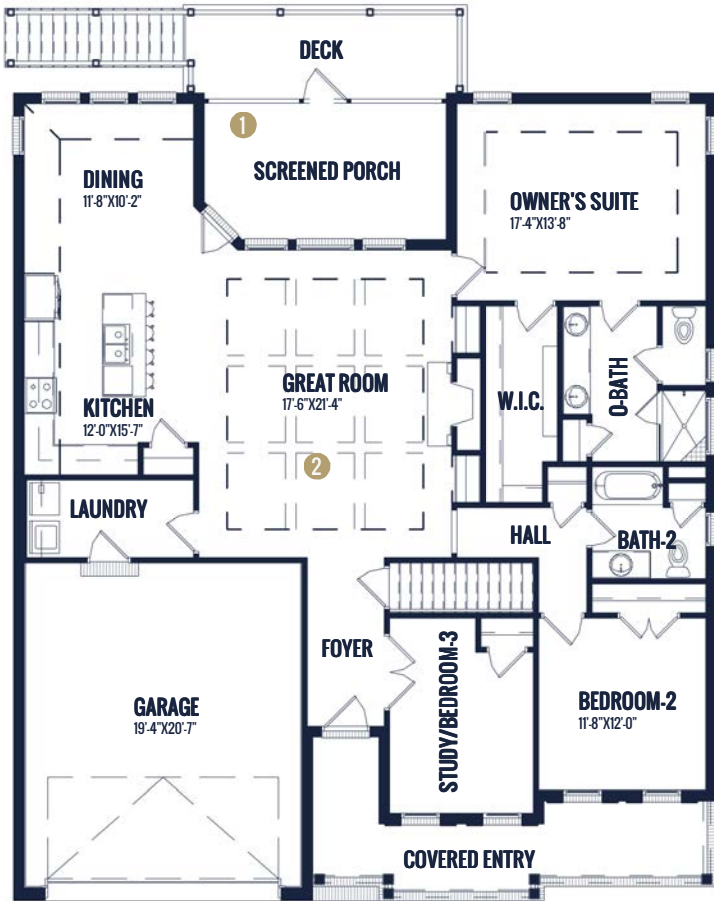 DECK
1
SCREENED PORCH
DINING
11'-8"X10'-2"
OWNER'S SUITE
17'-4"X13'-8"
GREAT ROOM
17'-6"X21'-4"
KITCHEN
12'-0"X15'-7"
W.I.C.
O-BATH
2
LAUNDRY
HALL
BATH-2
FOYER
STUDY/BEDROOM-3
GARAGE
19'-4"X20'-7"
BEDROOM-2
11'-8"X12'-0"
COVERED ENTRY